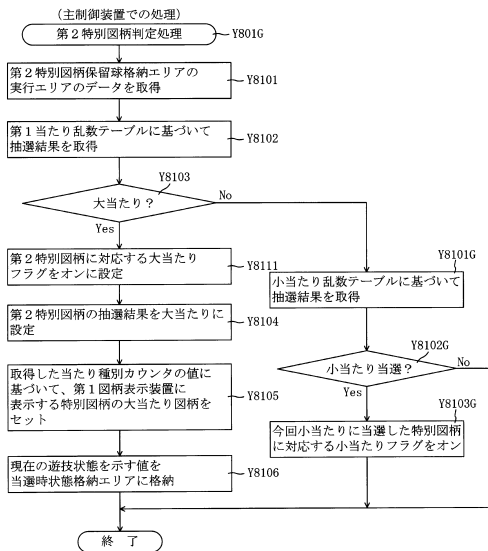 (主制御装置での処理)
第2特別図柄判定処理
Y801G
第2特別図柄保留球格納エリアの
実行エリアのデータを取得
Y8101
第1当たり乱数テーブルに基づいて
抽選結果を取得
Y8102
Y8103
大当たり?
No
Yes
第2特別図柄に対応する大当たり
フラグをオンに設定
Y8111
第2特別図柄の抽選結果を大当たりに
設定
Y8104
取得した当たり種別カウンタの値に
基づいて、第1図柄表示装置に
表示する特別図柄の大当たり図柄を
セット
Y8105
現在の遊技状態を示す値を
当選時状態格納エリアに格納
Y8106
Y8101G
小当たり乱数テーブルに基づいて
抽選結果を取得
Y8102G
小当たり当選?
No
Yes
Y8103G
今回小当たりに当選した特別図柄
に対応する小当たりフラグをオン
終 了